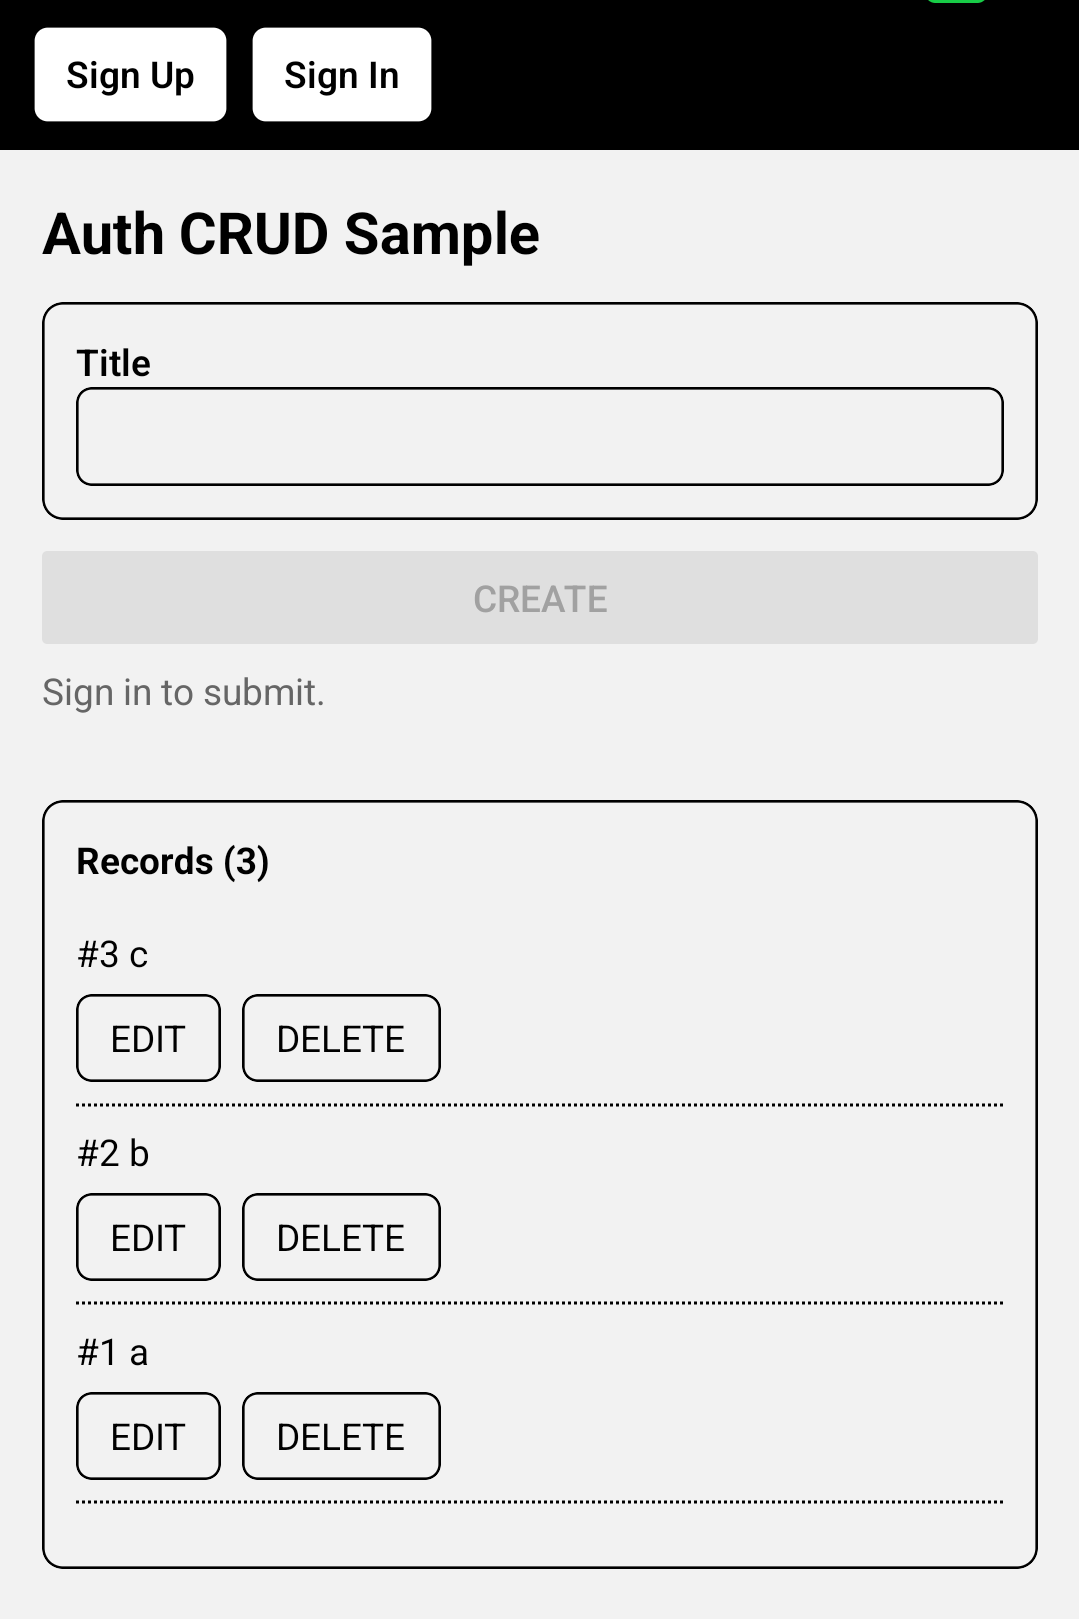 Sign Up Sign In
Auth CRUD Sample
Title
CREATE
Sign in to submit.
Records (3)
#3 c
EDIT DELETE
#2 b
EDIT DELETE
#1 a
EDIT DELETE